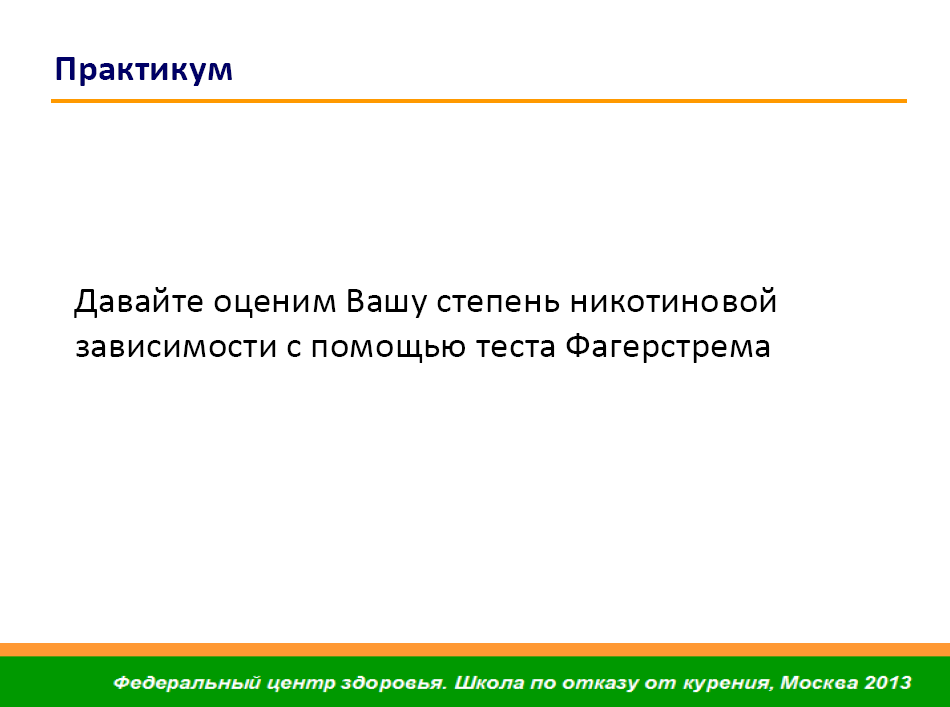 Практикум
Давайте оценим Вашу степень никотиновой
зависимости с помощью теста Фагерстрема
Федеральный центр здоровья. Школа по отказу от курения, Москва 2013